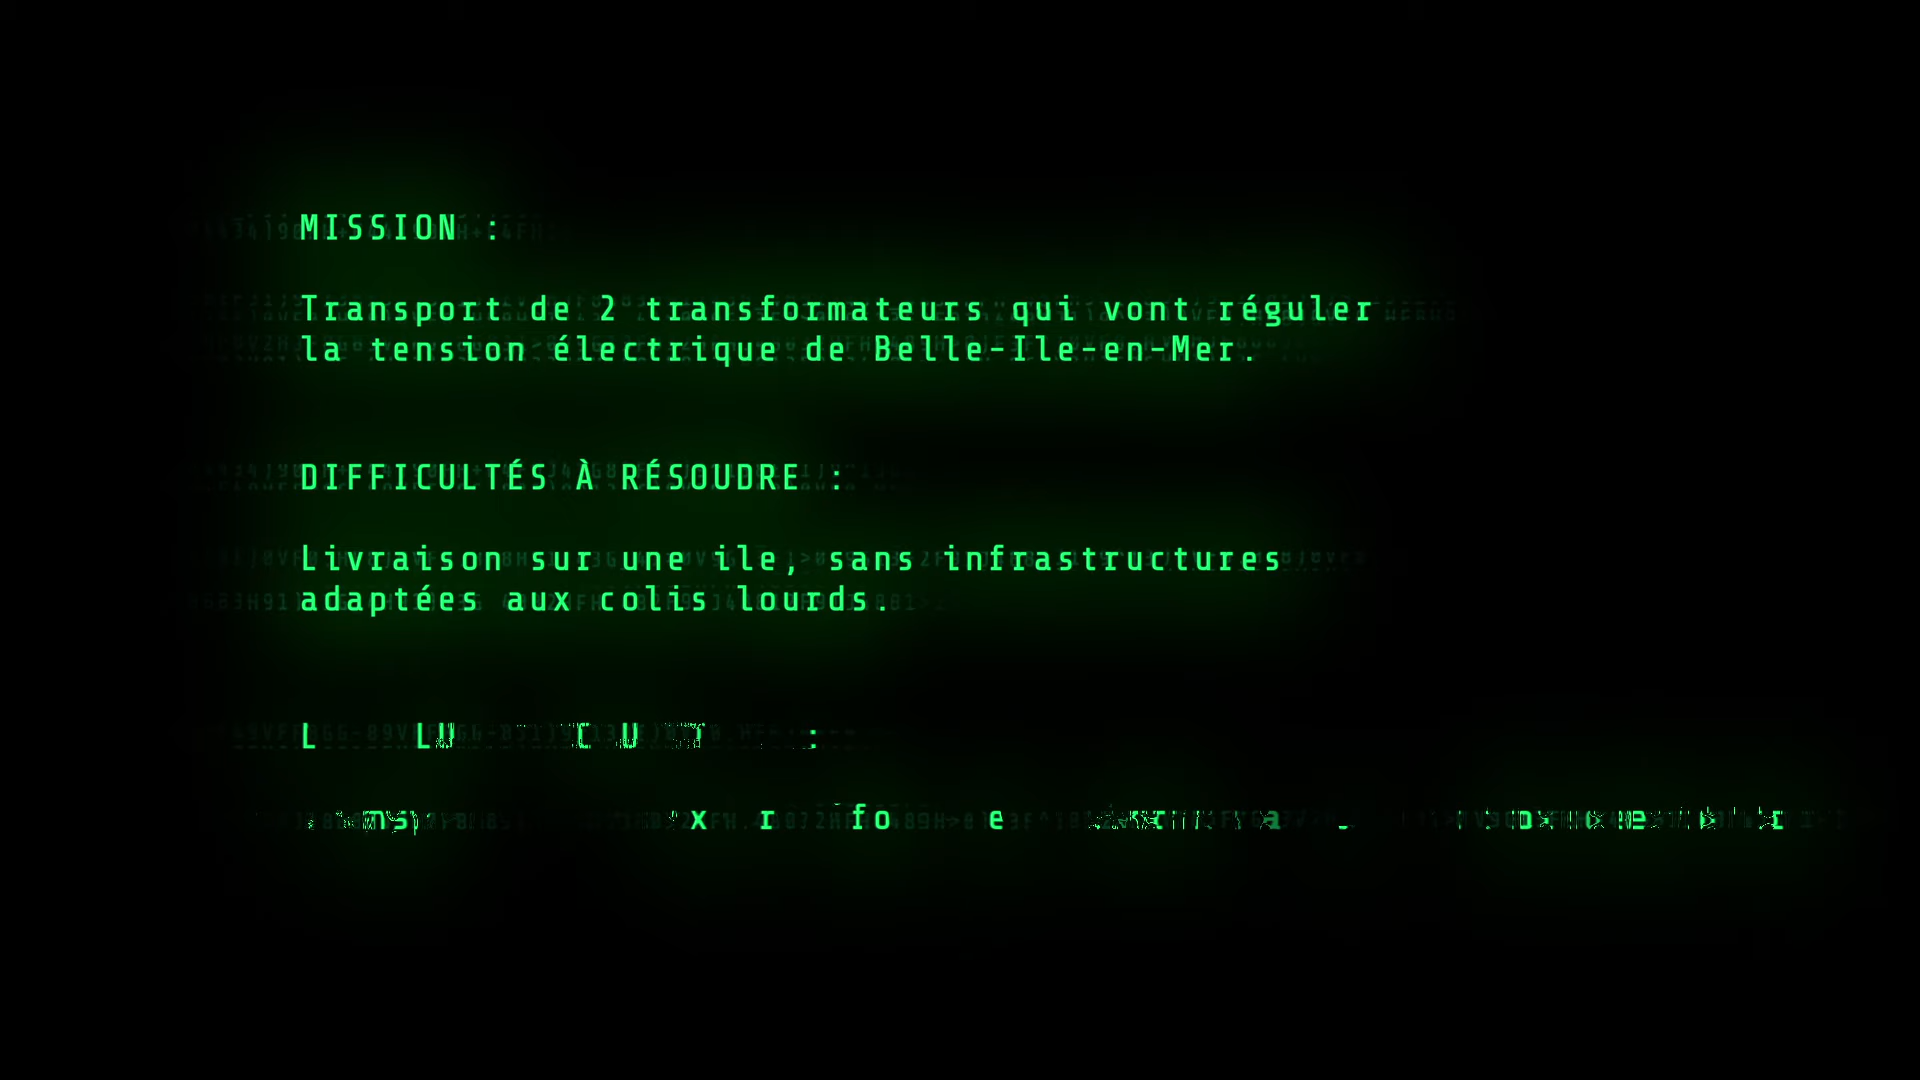 MISSION :
Transport de 2 transformateurs qui vont réguler
la tension électrique de Belle-Ile-en-Mer.
DIFFICULTÉS À RÉSOUDRE :
Livraison sur une ile, sans infrastructures
adaptées aux colis lourds.